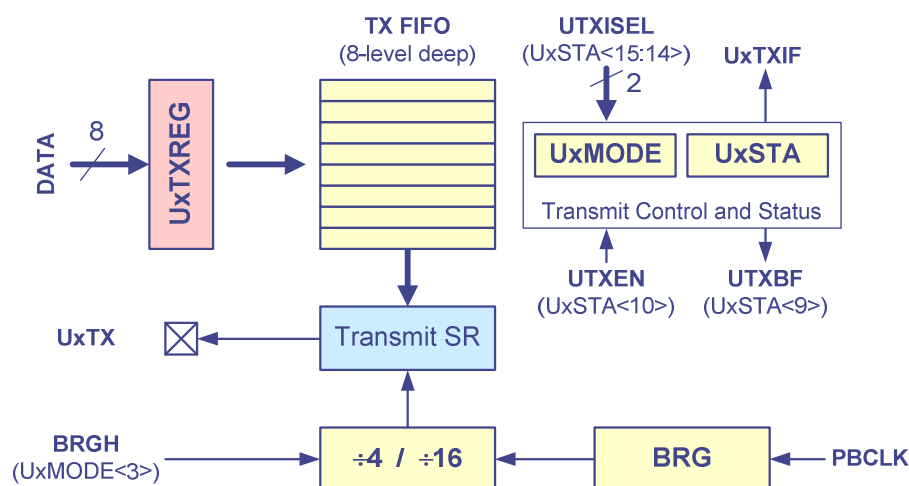 TX FIFO
(8-level deep)
UTXISEL
(UxSTA<15:14>)
UxTXIF
2
8
DATA
UxTXREG
UxMODE
UxSTA
Transmit Control and Status
UTXEN
(UxSTA<10>)
UTXBF
(UxSTA<9>)
UxTX
Transmit SR
BRGH
(UxMODE<3>)
÷4 / ÷16
BRG
PBCLK